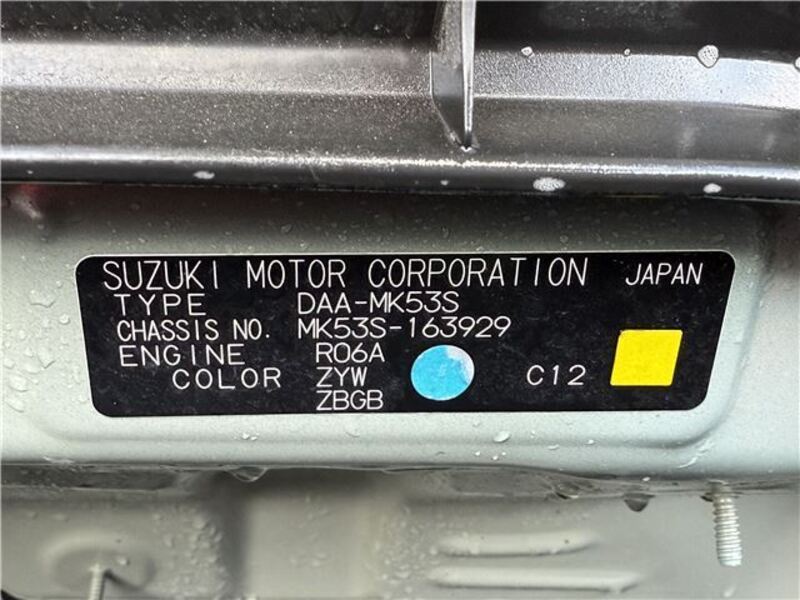 SUZUKI MOTOR CORPORATION JAPAN
TYPE DAA-MK53S
CHASSIS NO. MK53S-163929
ENGINE R06A
COLOR ZYW C12
ZBGB